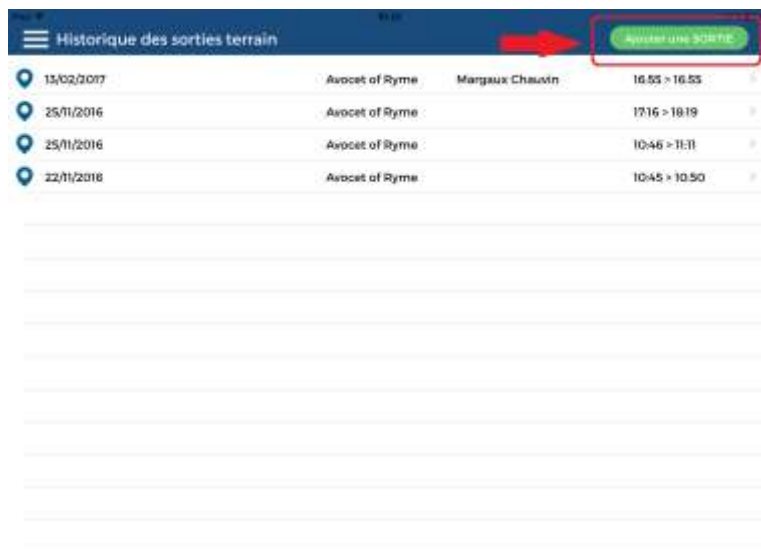 Historique des sorties terrain Ajouter une SORTIE
13/02/2017 Avocet of Ryme Margaux Chauvin 16:55 > 16:55
25/11/2016 Avocet of Ryme 17:16 > 18:19
25/11/2016 Avocet of Ryme 10:46 > 11:11
22/11/2016 Avocet of Ryme 10:45 > 10:50